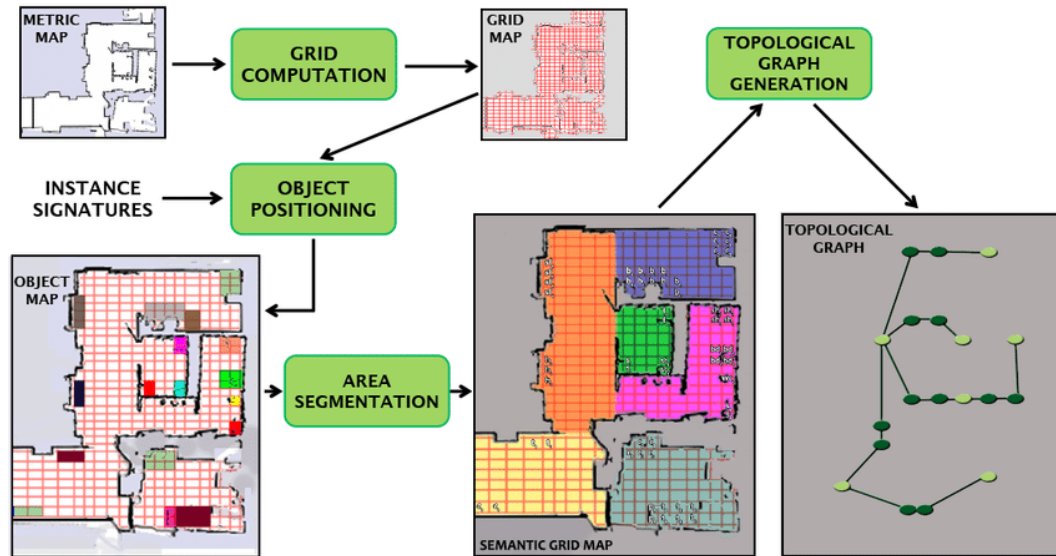 METRIC
MAP
GRID
COMPUTATION
GRID
MAP
TOPOLOGICAL
GRAPH
GENERATION
INSTANCE
SIGNATURES
OBJECT
POSITIONING
OBJECT
MAP
AREA
SEGMENTATION
SEMANTIC GRID MAP
TOPOLOGICAL
GRAPH